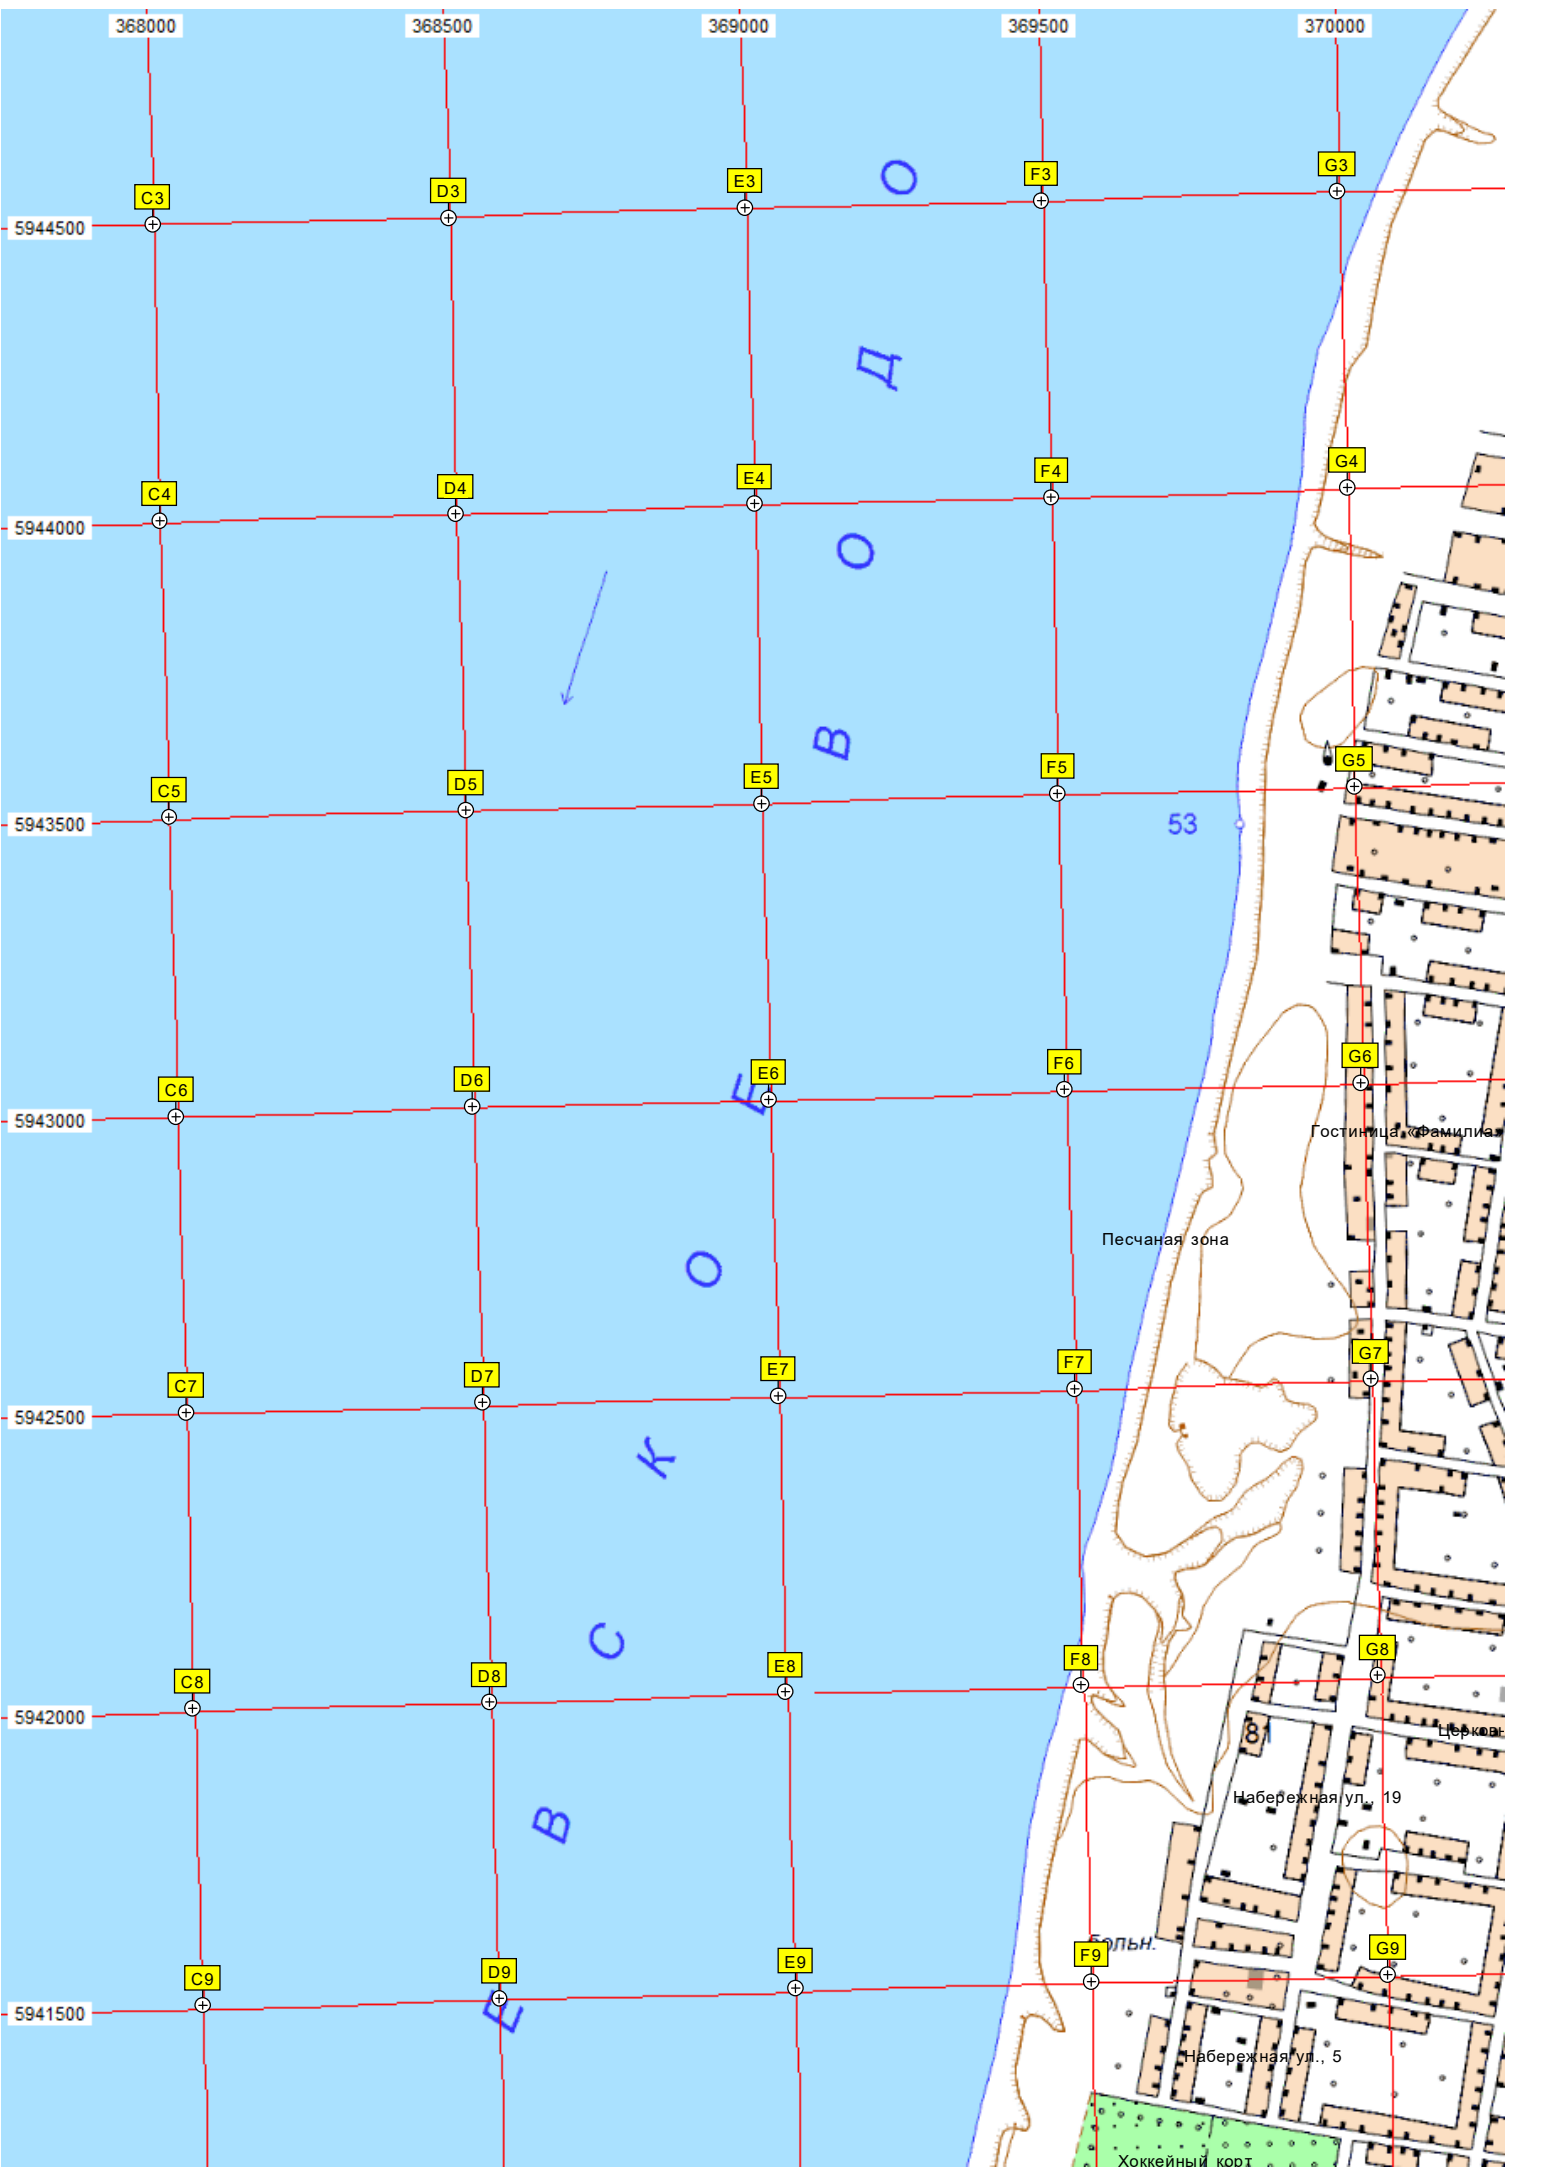 368000 368500 369000 369500 370000
C3 D3 E3 F3 G3
5944500
О
Д
C4 D4 E4 F4 G4
5944000
О
В
C5 D5 E5 F5 G5
5943500
53
C6 D6 E6 F6 G6
5943000
Е
Гостиница «Фамилиа»
Песчаная зона
О
C7 D7 E7 F7 G7
5942500
К
С
C8 D8 E8 F8 G8
5942000
81
Набережная ул., 19
В
Больн.
C9 D9 E9 F9 G9
5941500
Е
Набережная ул., 5
Хоккейный корт